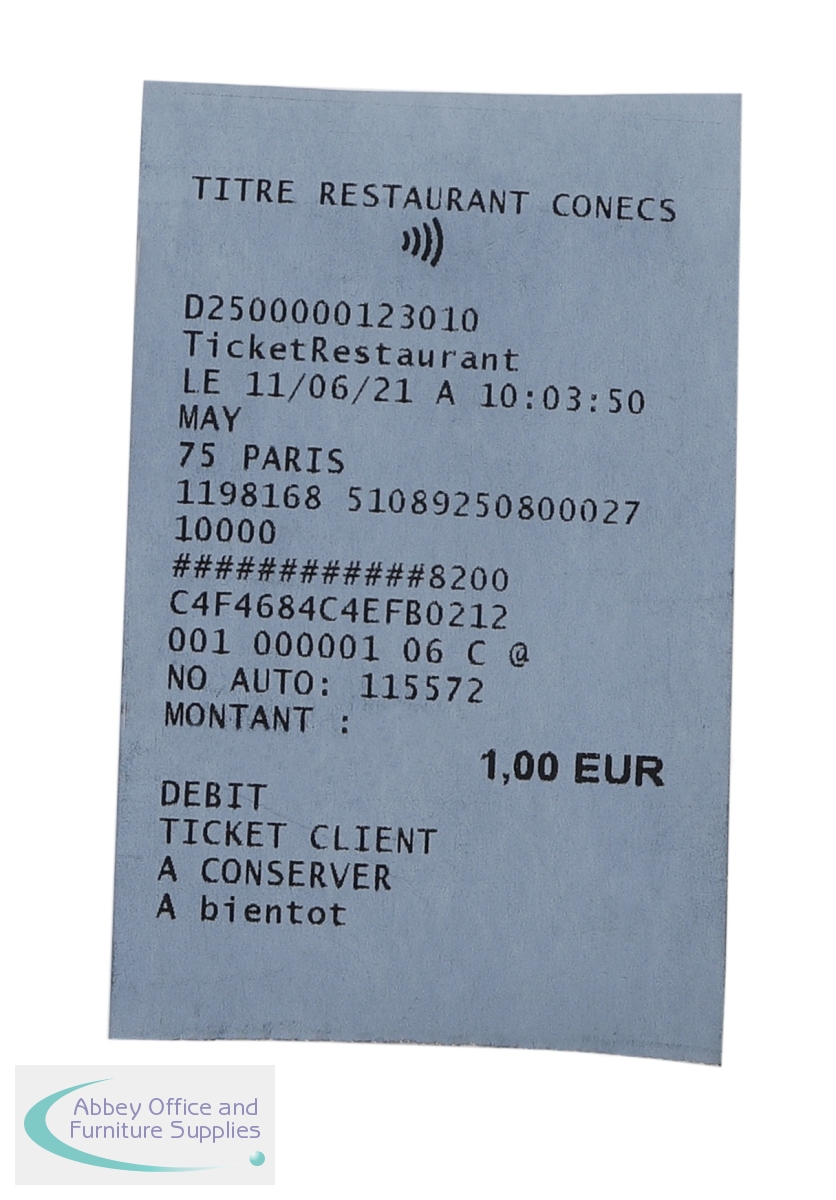 TITRE RESTAURANT CONECS
D2500000123010
TicketRestaurant
LE 11/06/21 A 10:03:50
MAY
75 PARIS
1198168 51089250800027
10000
############8200
C4F4684C4EFB0212
001 000001 06 C @
NO AUTO: 115572
MONTANT :
1,00 EUR
DEBIT
TICKET CLIENT
A CONSERVER
A bientot
Abbey Office and
Furniture Supplies